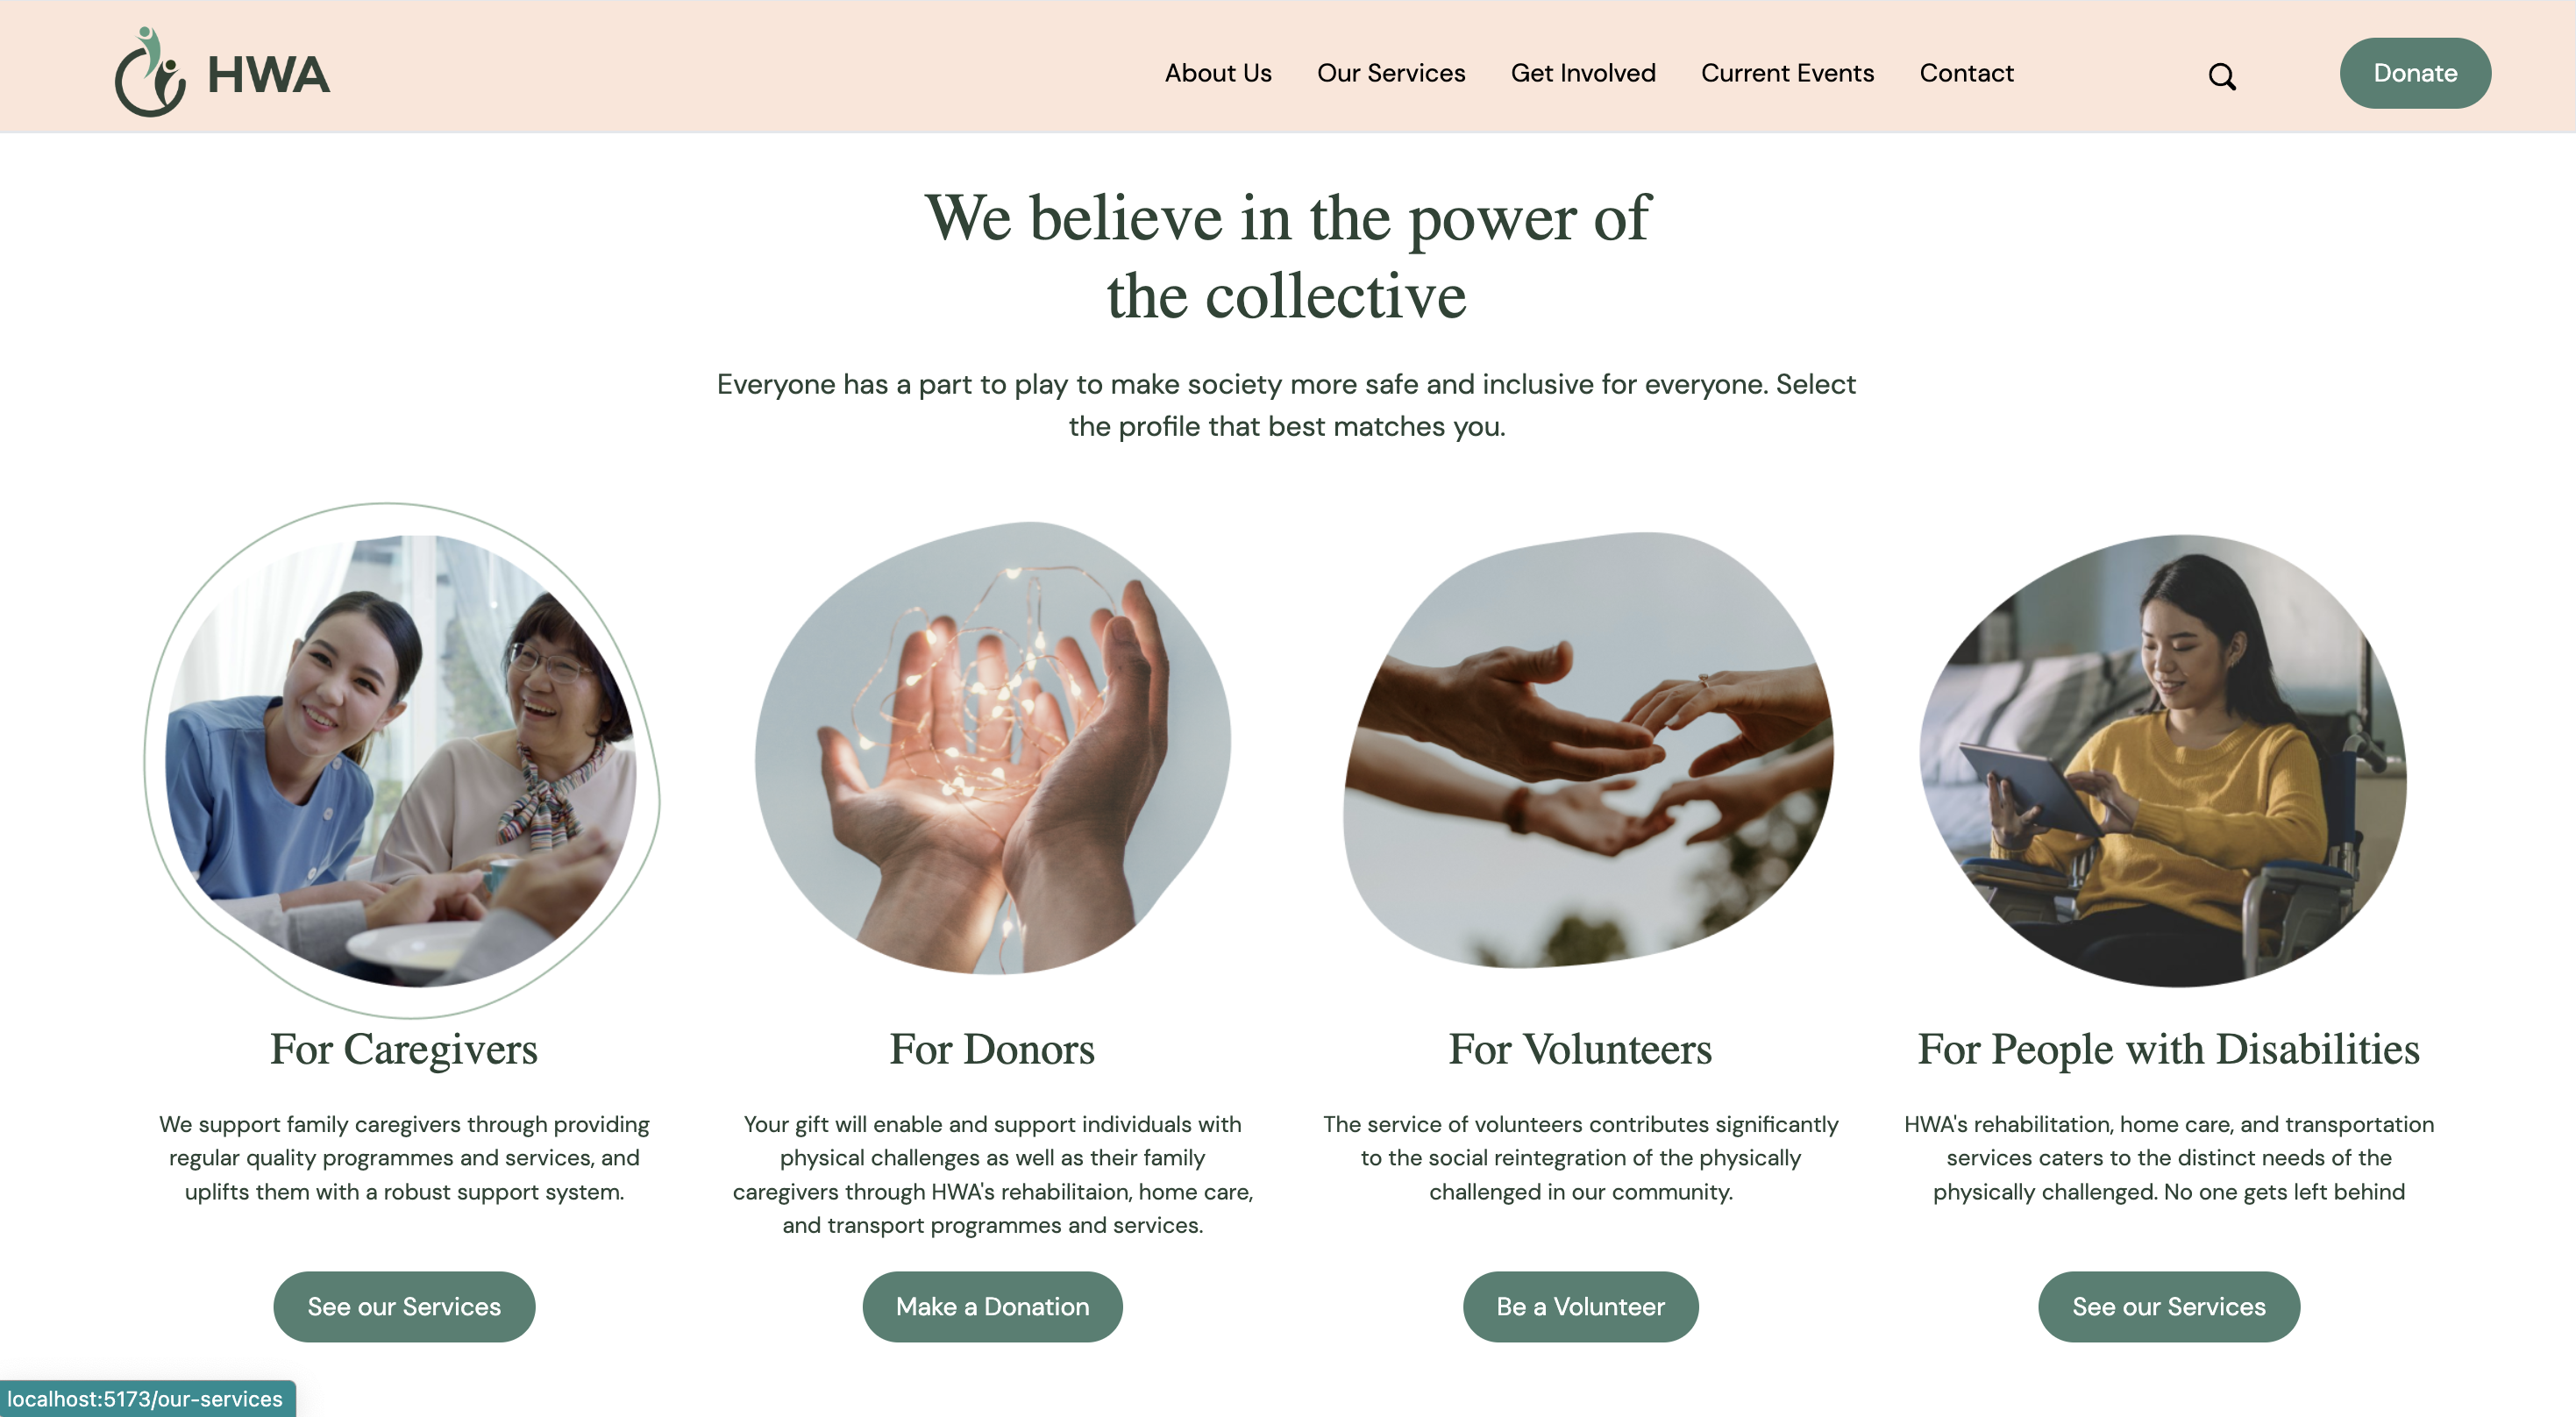 HWA
About Us
Our Services
Get Involved
Current Events
Contact
Donate
We believe in the power of
the collective
Everyone has a part to play to make society more safe and inclusive for everyone. Select
the profile that best matches you.
For Caregivers
We support family caregivers through providing
regular quality programmes and services, and
uplifts them with a robust support system.
See our Services
For Donors
Your gift will enable and support individuals with
physical challenges as well as their family
caregivers through HWA's rehabilitaion, home care,
and transport programmes and services.
Make a Donation
For Volunteers
The service of volunteers contributes significantly
to the social reintegration of the physically
challenged in our community.
Be a Volunteer
For People with Disabilities
HWA's rehabilitation, home care, and transportation
services caters to the distinct needs of the
physically challenged. No one gets left behind
See our Services
localhost:5173/our-services